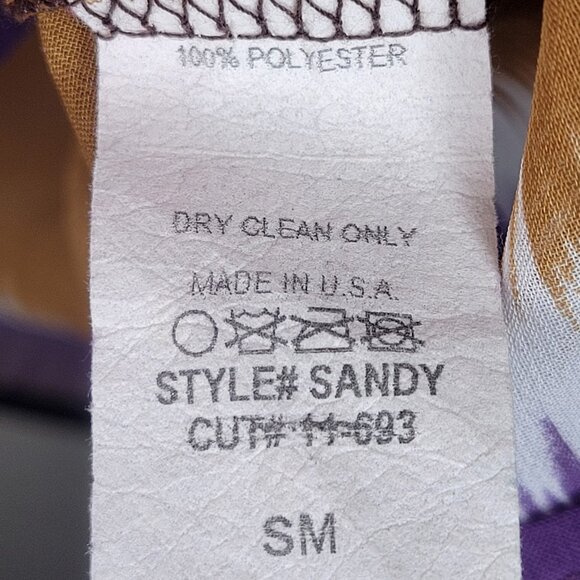 100% POLYESTER
DRY CLEAN ONLY
MADE IN U.S.A.
STYLE# SANDY
CUT# 11-693
SM